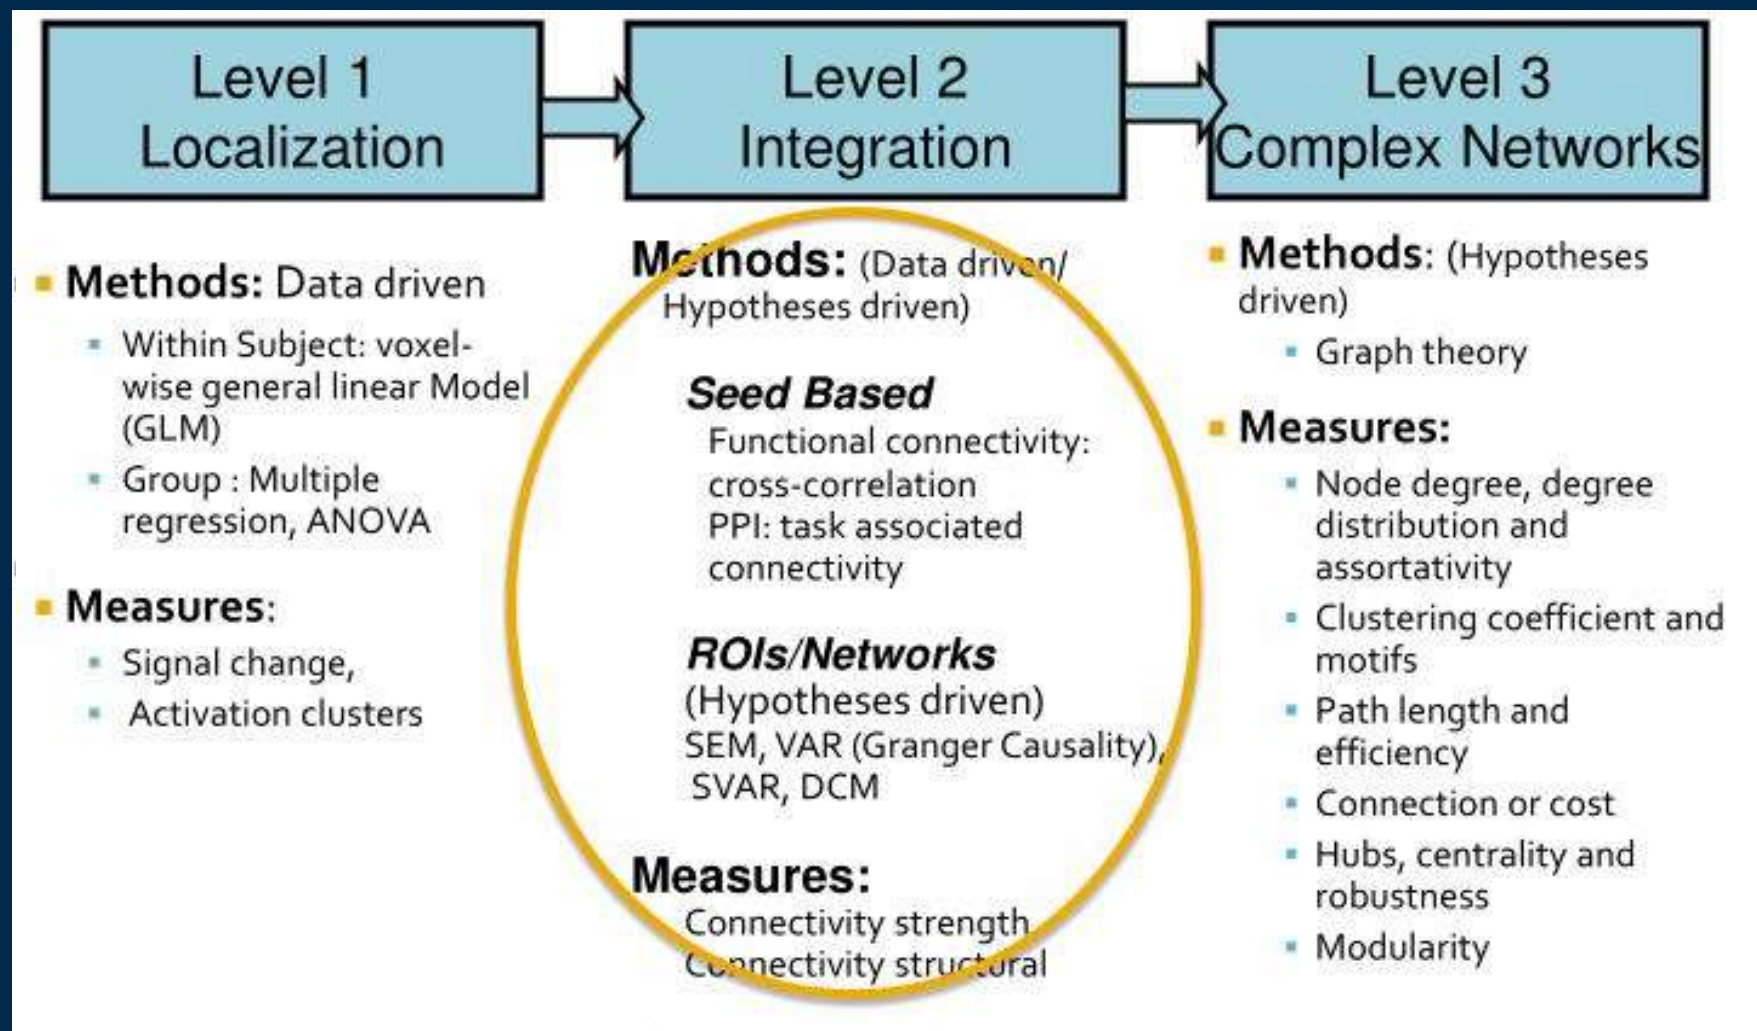 Level 1
Localization
Level 2
Integration
Level 3
Complex Networks
Methods: Data driven
Within Subject: voxel-
wise general linear Model
(GLM)
Group : Multiple
regression, ANOVA
Measures:
Signal change,
Activation clusters
Methods: (Data driven/
Hypotheses driven)
Seed Based
Functional connectivity:
cross-correlation
PPI: task associated
connectivity
ROIs/Networks
(Hypotheses driven)
SEM, VAR (Granger Causality),
SVAR, DCM
Measures:
Connectivity strength
Connectivity structural
Methods: (Hypotheses
driven)
Graph theory
Measures:
Node degree, degree
distribution and
assortativity
Clustering coefficient and
motifs
Path length and
efficiency
Connection or cost
Hubs, centrality and
robustness
Modularity